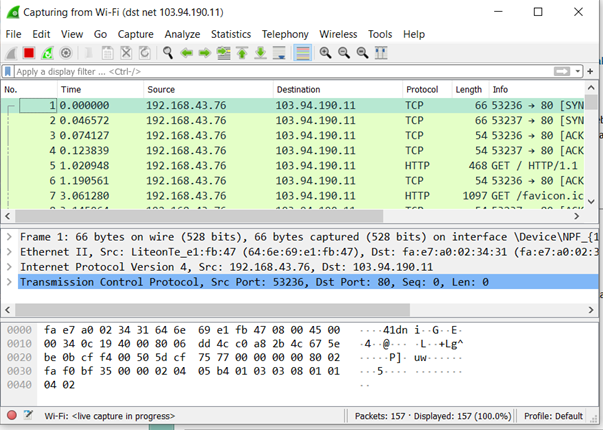 Capturing from Wi-Fi (dst net 103.94.190.11)
File Edit View Go Capture Analyze Statistics Telephony Wireless Tools Help
Apply a display filter ... <Ctrl-/>
No. Time Source Destination Protocol Length Info
1 0.000000 192.168.43.76 103.94.190.11 TCP 66 53236 → 80 [SYN
2 0.046572 192.168.43.76 103.94.190.11 TCP 66 53237 → 80 [SYN
3 0.074127 192.168.43.76 103.94.190.11 TCP 54 53236 → 80 [ACK
4 0.123839 192.168.43.76 103.94.190.11 TCP 54 53237 → 80 [ACK
5 1.020948 192.168.43.76 103.94.190.11 HTTP 468 GET / HTTP/1.1
6 1.190561 192.168.43.76 103.94.190.11 TCP 54 53236 → 80 [ACK
7 3.061280 192.168.43.76 103.94.190.11 HTTP 1097 GET /favicon.ic
Frame 1: 66 bytes on wire (528 bits), 66 bytes captured (528 bits) on interface \Device\NPF_{1
Ethernet II, Src: LiteonTe_e1:fb:47 (64:6e:69:e1:fb:47), Dst: fa:e7:a0:02:34:31 (fa:e7:a0:02:3
Internet Protocol Version 4, Src: 192.168.43.76, Dst: 103.94.190.11
Transmission Control Protocol, Src Port: 53236, Dst Port: 80, Seq: 0, Len: 0
0000 fa e7 a0 02 34 31 64 6e 69 e1 fb 47 08 00 45 00 ····41dn i··G··E·
0010 00 34 0c 19 40 00 80 06 dd 4c c0 a8 2b 4c 67 5e ·4··@··· ·L··+Lg^
0020 be 0b cf f4 00 50 5d cf 75 77 00 00 00 00 80 02 ·····P]· uw······
0030 fa f0 bf 35 00 00 02 04 05 b4 01 03 03 08 01 01 ···5···· ········
0040 04 02 ··
Wi-Fi: <live capture in progress> Packets: 157 · Displayed: 157 (100.0%) Profile: Default